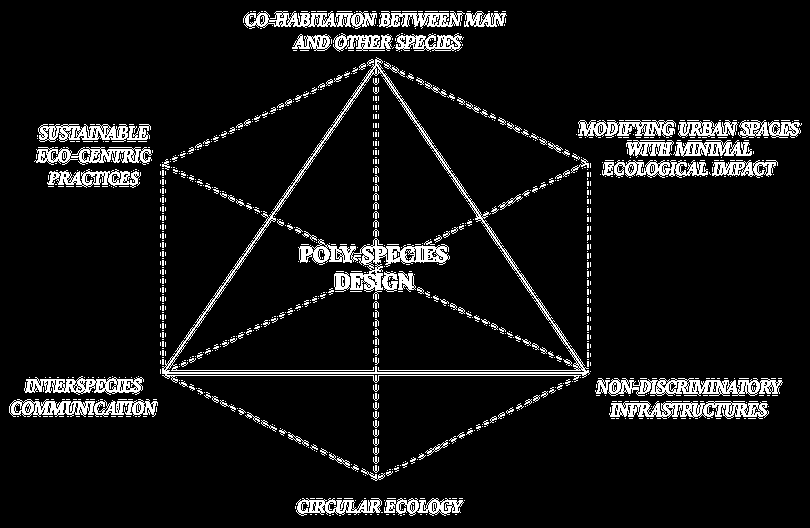 CO-HABITATION BETWEEN MAN
AND OTHER SPECIES
SUSTAINABLE
ECO-CENTRIC
PRACTICES
MODIFYING URBAN SPACES
WITH MINIMAL
ECOLOGICAL IMPACT
POLY-SPECIES
DESIGN
INTERSPECIES
COMMUNICATION
NON-DISCRIMINATORY
INFRASTRUCTURES
CIRCULAR ECOLOGY